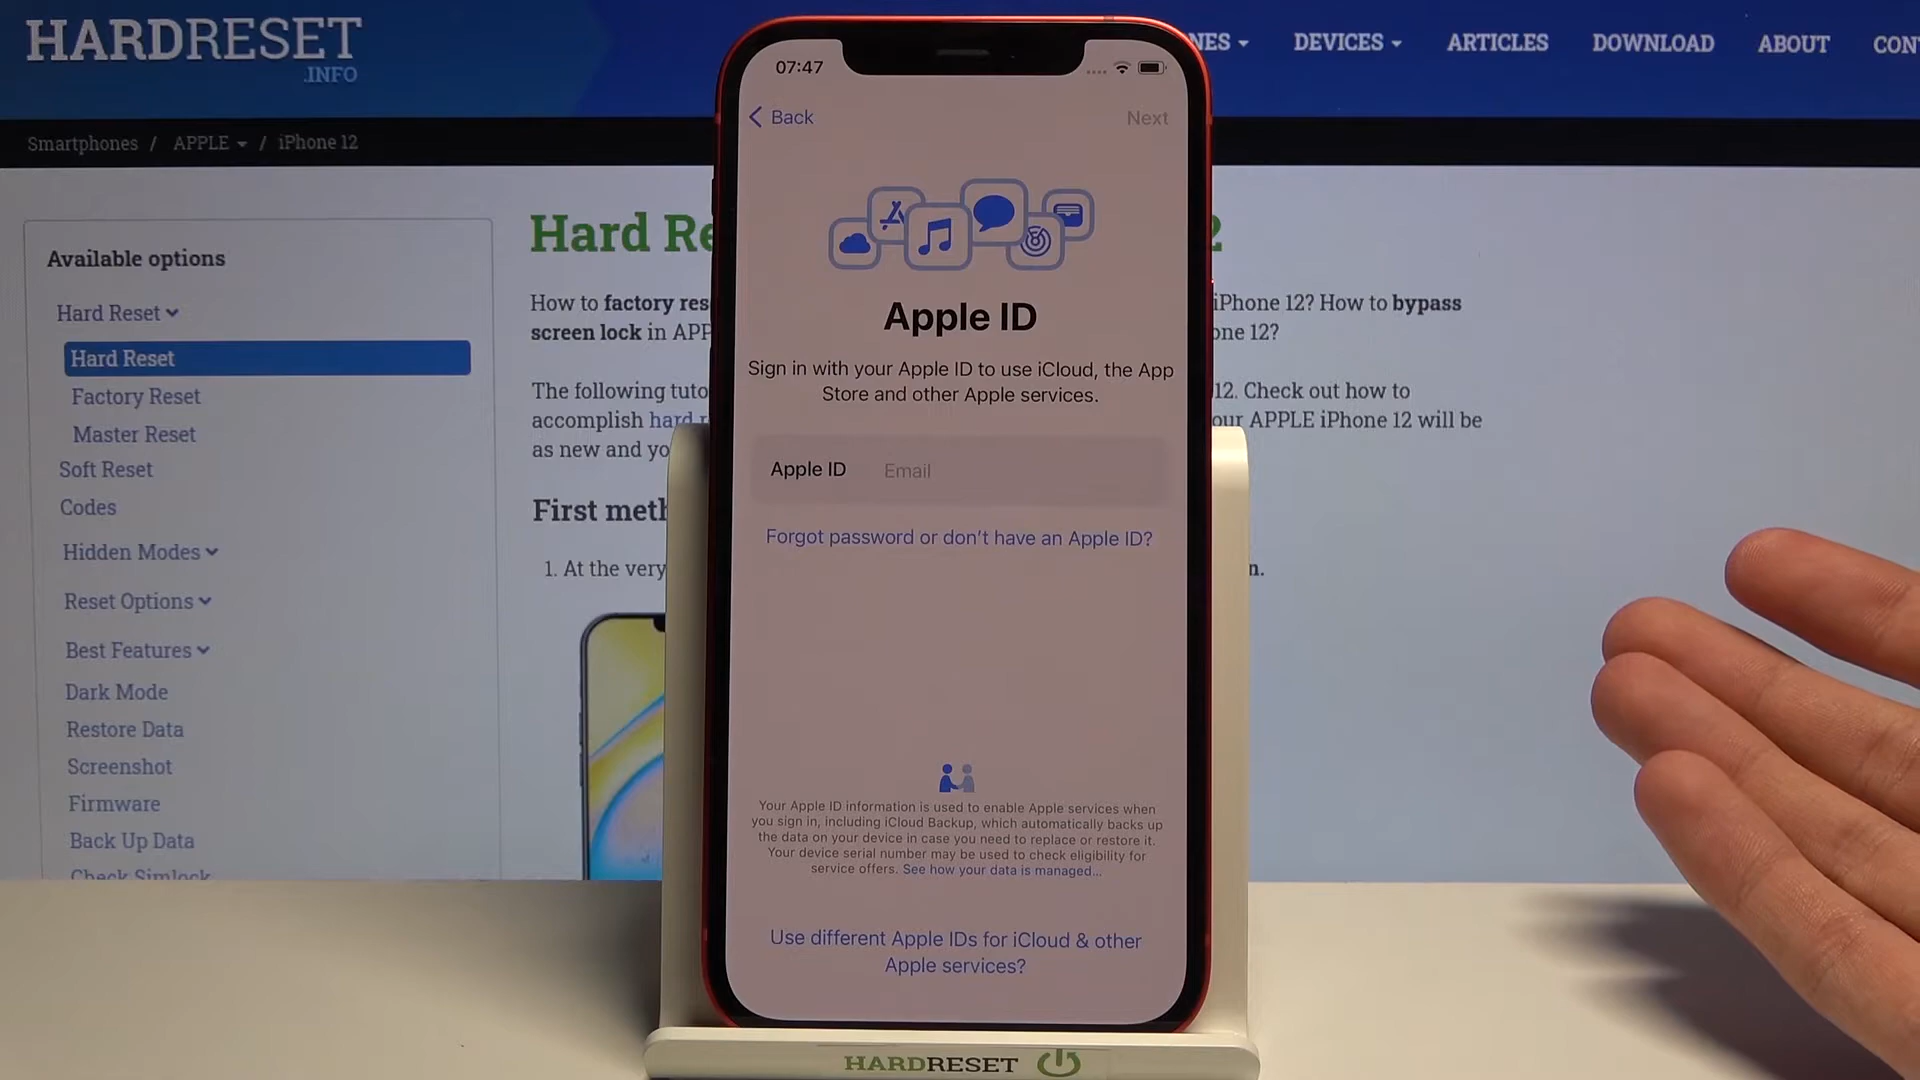 HARDRESET
.INFO
NES
DEVICES
ARTICLES
DOWNLOAD
ABOUT
CON
Smartphones / APPLE / iPhone 12
Available options
Hard Reset
Hard Reset
Factory Reset
Master Reset
Soft Reset
Codes
Hidden Modes
Reset Options
Best Features
Dark Mode
Restore Data
Screenshot
Firmware
Back Up Data
Check Simlock
Hard Re 2
How to factory res iPhone 12? How to bypass
screen lock in APP one 12?
The following tuto 12. Check out how to
accomplish hard r our APPLE iPhone 12 will be
as new and yo
First meth
1. At the very n.
07:47
Back
Next
Apple ID
Sign in with your Apple ID to use iCloud, the App
Store and other Apple services.
Apple ID Email
Forgot password or don't have an Apple ID?
Your Apple ID information is used to enable Apple services when
you sign in, including iCloud Backup, which automatically backs up
the data on your device in case you need to replace or restore it.
Your device serial number may be used to check eligibility for
service offers. See how your data is managed...
Use different Apple IDs for iCloud & other
Apple services?
HARDRESET